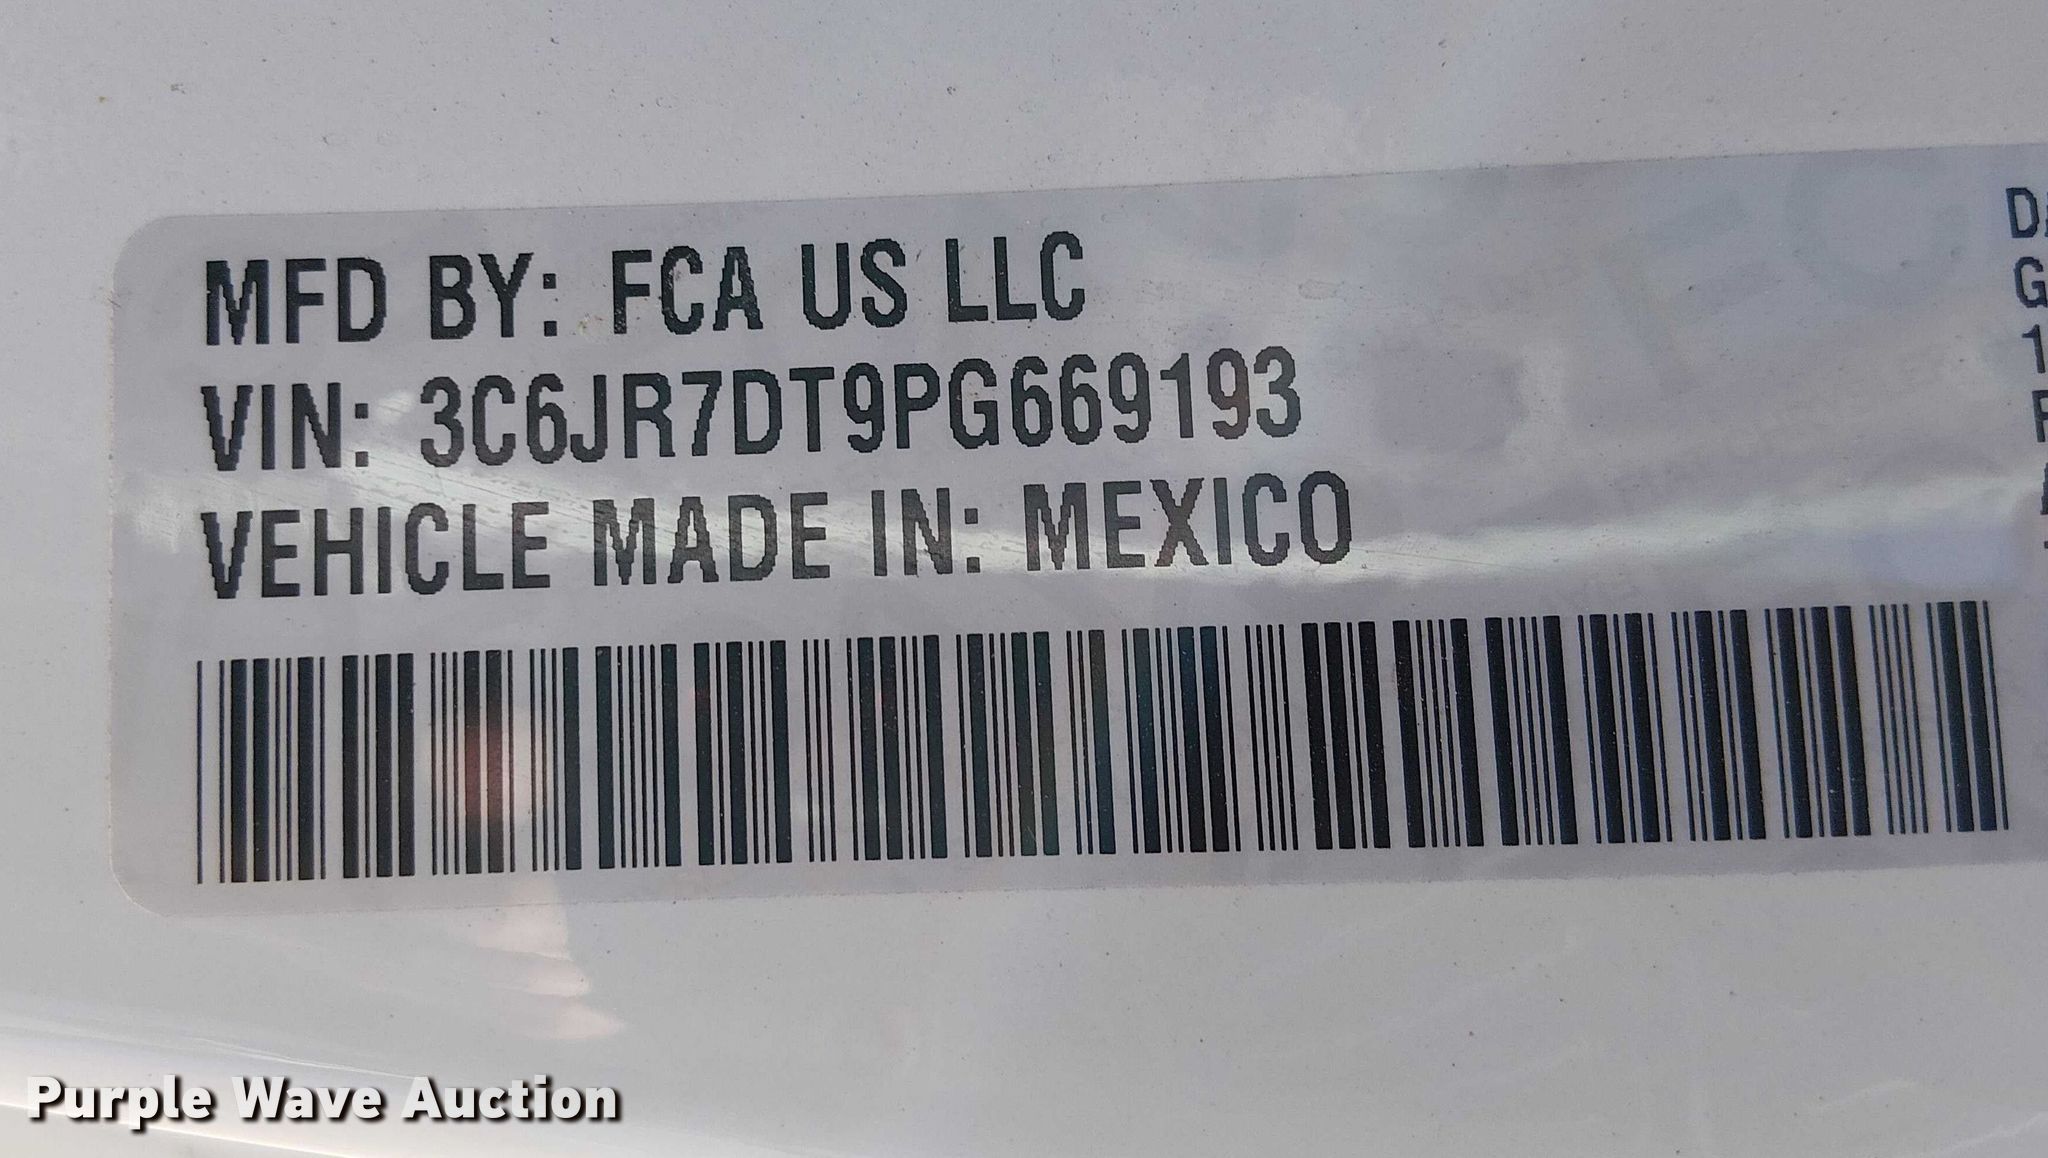 MFD BY: FCA US LLC
VIN: 3C6JR7DT9PG669193
VEHICLE MADE IN: MEXICO
Purple Wave Auction